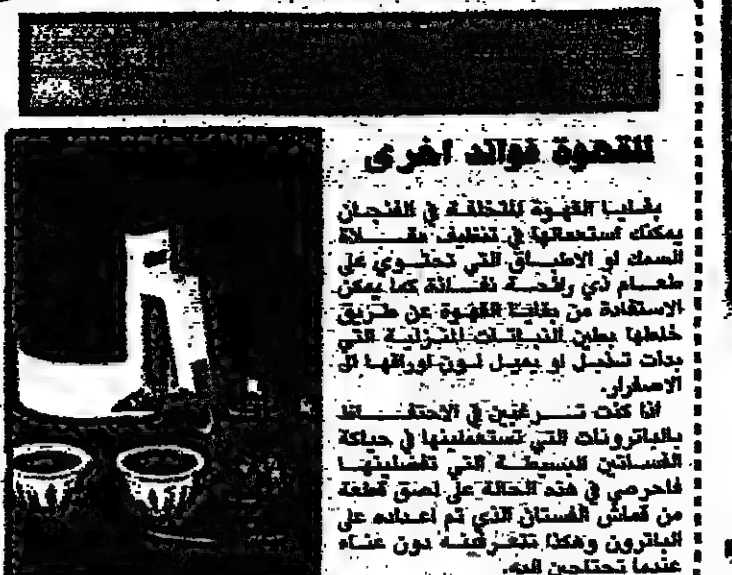 للقهوة فوائد اخرى
بقايا القهوة المتخلفة في الفنجان
يمكنك استعمالها في تنظيف مقلاة
السمك او الاطباق التي تحتوي على
طعام ذي رائحة نفاذة كما يمكن
الاستفادة من بقايا القهوة عن طريق
خلطها بطين النباتات المنزلية التي
بدات تذبل او يميل لون اوراقها الى
الاصفرار.
اذا كنت ترغبين في الاحتفاظ
بالباترونات التي تستعملينها في حياكة
الفساتين البسيطة التي تفضلينها
فاحرصي في هذه الحالة على لصق قطعة
من قماش الفستان الذي تم اعداده على
الباترون وهكذا تتعرفينه دون عناء
عندما تحتاجين اليه.